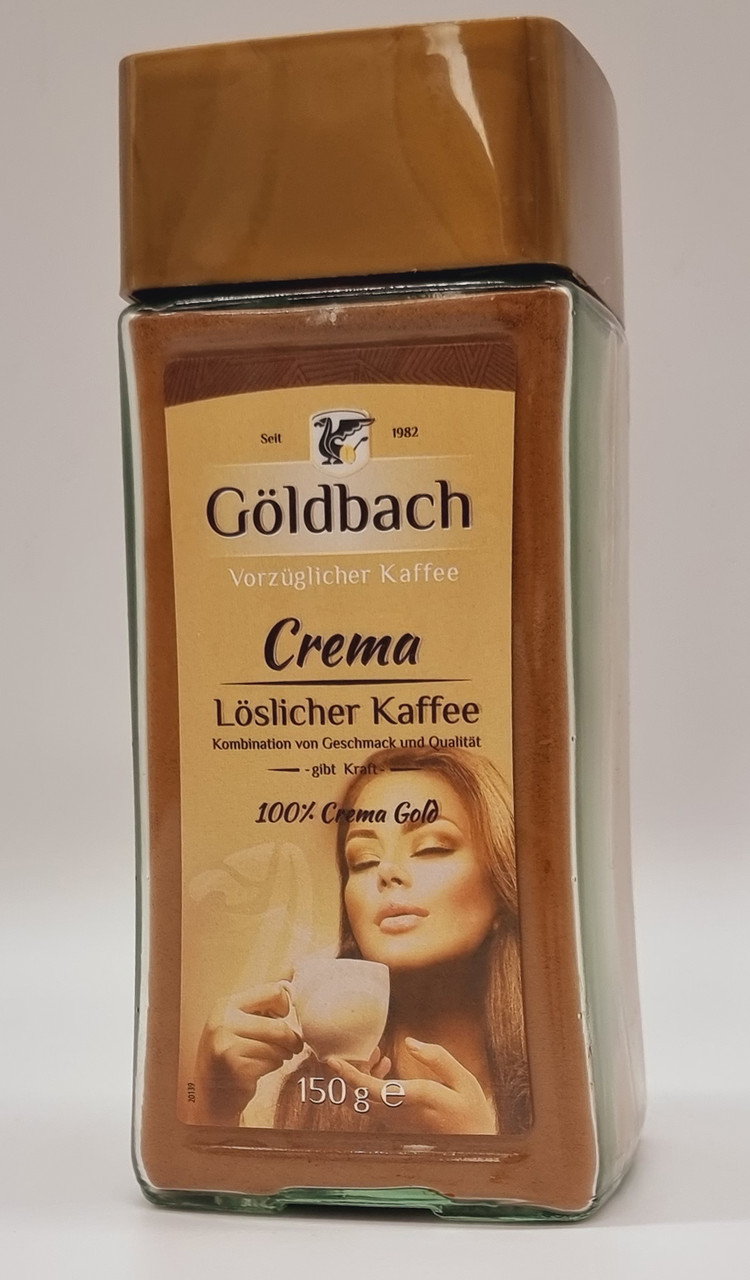 Seit 1982
Göldbach
Vorzüglicher Kaffee
Crema
Löslicher Kaffee
Kombination von Geschmack und Qualität
-gibt Kraft-
100% Crema Gold
150 g e
20139